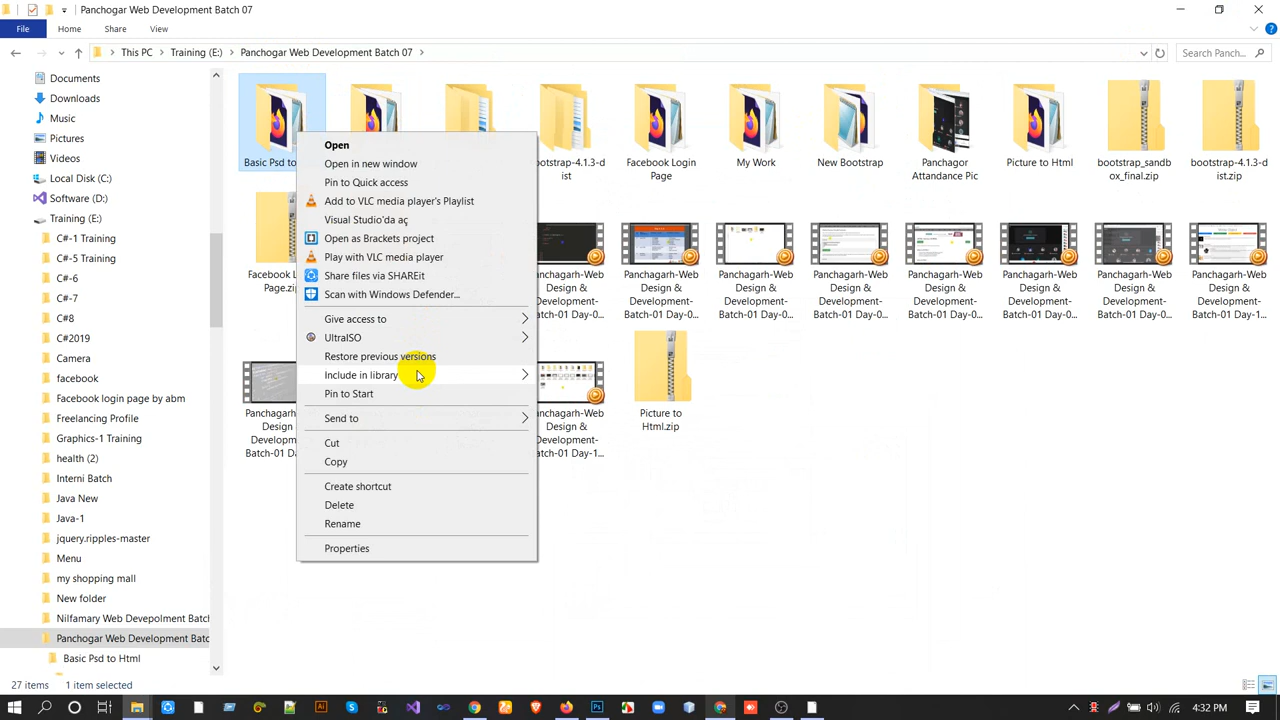 Panchogar Web Development Batch 07
File
Home
Share
View
This PC
Training (E:)
Panchogar Web Development Batch 07
Search Panch...
Documents
Downloads
Music
Pictures
Videos
Local Disk (C:)
Software (D:)
Training (E:)
C#-1 Training
C#-5 Training
C#-6
C#-7
C#8
C#2019
Camera
facebook
Facebook login page by abm
Freelancing Profile
Graphics-1 Training
health (2)
Interni Batch
Java New
Java-1
jquery.ripples-master
Menu
my shopping mall
New folder
Nilfamary Web Depvolpment Batch
Panchogar Web Development Batc
Basic Psd to Html
Basic Psd to
ootstrap-4.1.3-d
ist
Facebook Login
Page
My Work
New Bootstrap
Panchagor
Attandance Pic
Picture to Html
bootstrap_sandb
ox_final.zip
bootstrap-4.1.3-d
ist.zip
Open
Open in new window
Pin to Quick access
Add to VLC media player's Playlist
Visual Studio'da aç
Open as Brackets project
Play with VLC media player
Share files via SHAREit
Scan with Windows Defender...
Give access to
UltraISO
Restore previous versions
Include in library
Pin to Start
Send to
Cut
Copy
Create shortcut
Delete
Rename
Properties
Facebook L
Page.zi
anchagarh-Web
Design &
Development-
Batch-01 Day-0...
Panchagarh-Web
Design &
Development-
Batch-01 Day-0...
Panchagarh-Web
Design &
Development-
Batch-01 Day-0...
Panchagarh-Web
Design &
Development-
Batch-01 Day-0...
Panchagarh-Web
Design &
Development-
Batch-01 Day-0...
Panchagarh-Web
Design &
Development-
Batch-01 Day-0...
Panchagarh-Web
Design &
Development-
Batch-01 Day-1...
Panchagarh
Design
Developm
Batch-01 Da
anchagarh-Web
Design &
Development-
Batch-01 Day-1...
Picture to
Html.zip
27 items
1 item selected
4:32 PM